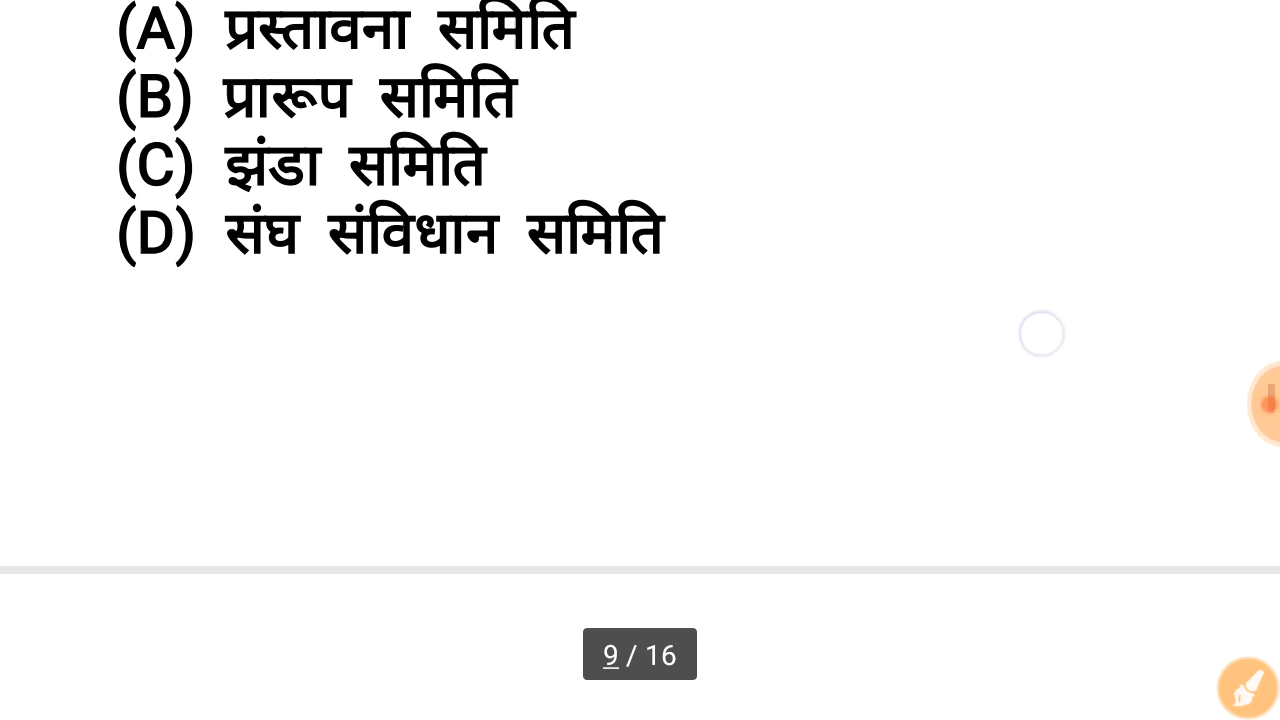 (A) प्रस्तावना समिति
(B) प्रारूप समिति
(C) झंडा समिति
(D) संघ संविधान समिति
9 / 16